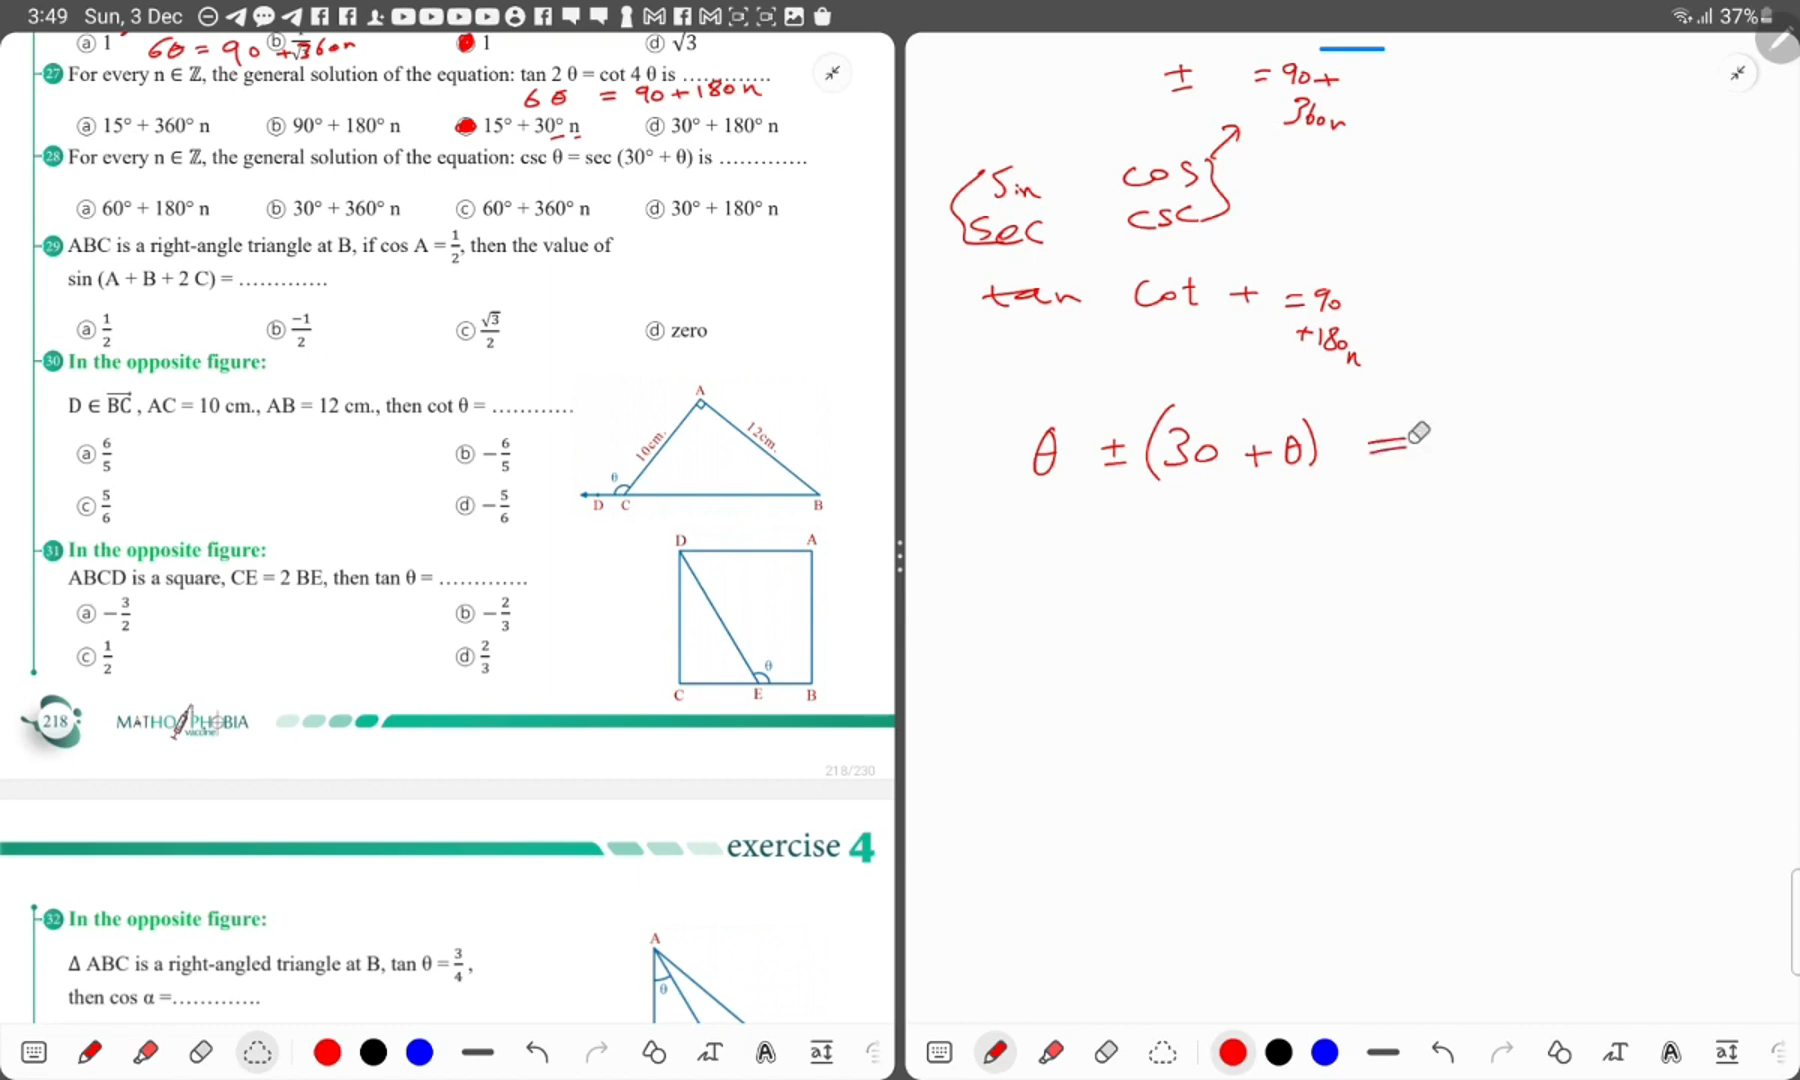 3:49 Sun, 3 Dec
37%
ⓐ 1 ⓑ 1/√3 1 ⓓ √3
6θ = 90 + 360n
27 For every n ∈ ℤ, the general solution of the equation: tan 2 θ = cot 4 θ is .............
6θ = 90 + 180n
ⓐ 15° + 360° n ⓑ 90° + 180° n 15° + 30° n ⓓ 30° + 180° n
28 For every n ∈ ℤ, the general solution of the equation: csc θ = sec (30° + θ) is .............
ⓐ 60° + 180° n ⓑ 30° + 360° n ⓒ 60° + 360° n ⓓ 30° + 180° n
29 ABC is a right-angle triangle at B, if cos A = 1/2, then the value of
sin (A + B + 2 C) = .............
ⓐ 1/2 ⓑ -1/2 ⓒ √3/2 ⓓ zero
30 In the opposite figure:
D ∈ BC⃗ , AC = 10 cm., AB = 12 cm., then cot θ = ............
ⓐ 6/5 ⓑ − 6/5
ⓒ 5/6 ⓓ − 5/6
A
10cm.
12cm.
θ
D C B
31 In the opposite figure:
ABCD is a square, CE = 2 BE, then tan θ = .............
ⓐ − 3/2 ⓑ − 2/3
ⓒ 1/2 ⓓ 2/3
D A
θ
C E B
218 MATHOPHOBIA
vaccine
218/230
exercise 4
32 In the opposite figure:
Δ ABC is a right-angled triangle at B, tan θ = 3/4 ,
then cos α =.............
A
θ
± = 90 +
360n
Sin cos
Sec csc
tan cot + = 90
+180n
θ ± (30 + θ) =